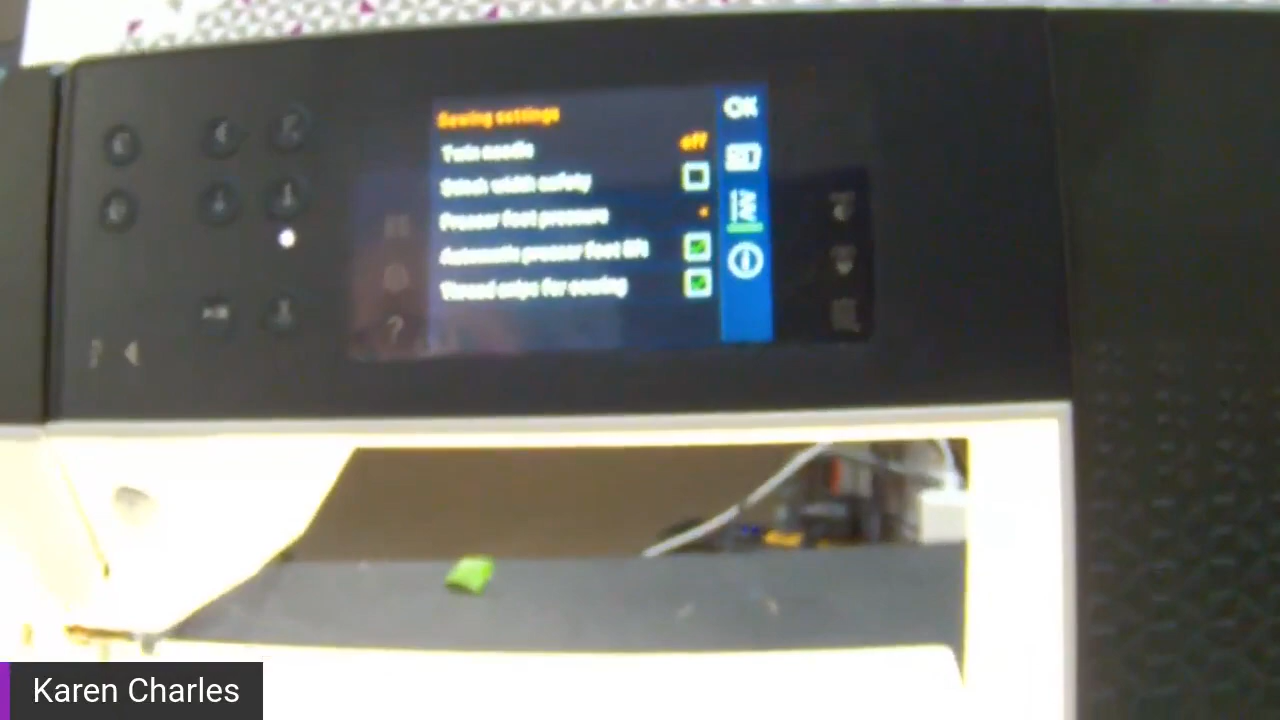 Sewing settings
Twin needle off
Stitch width safety
Presser foot pressure
Automatic presser foot lift
Thread snips for sewing
OK
?
Karen Charles